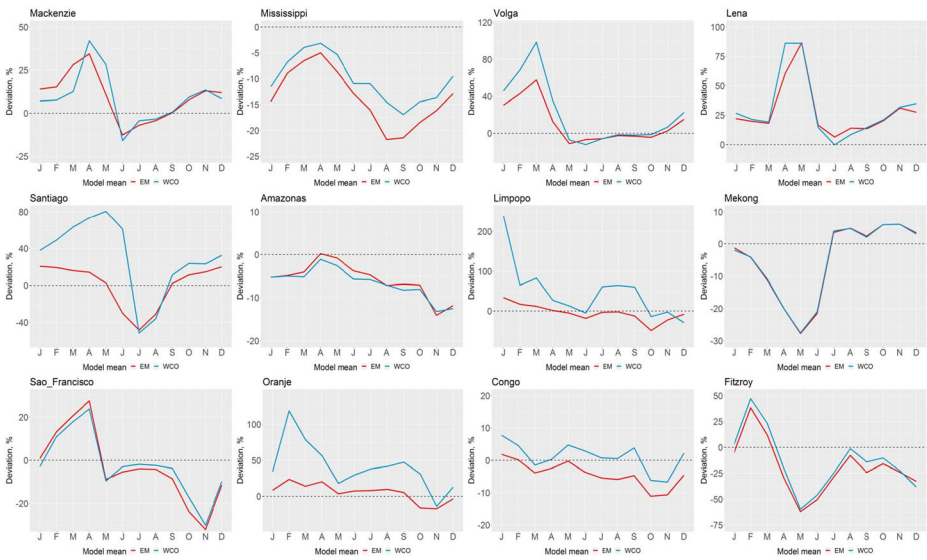 Mackenzie
Deviation, %
50
25
0
-25
J F M A M J J A S O N D
Model mean EM WCO
Mississippi
Deviation, %
0
-5
-10
-15
-20
-25
J F M A M J J A S O N D
Model mean EM WCO
Volga
Deviation, %
120
80
40
0
J F M A M J J A S O N D
Model mean EM WCO
Lena
Deviation, %
100
75
50
25
0
J F M A M J J A S O N D
Model mean EM WCO
Santiago
Deviation, %
80
40
0
-40
J F M A M J J A S O N D
Model mean EM WCO
Amazonas
Deviation, %
10
0
-10
-20
J F M A M J J A S O N D
Model mean EM WCO
Limpopo
Deviation, %
200
100
0
J F M A M J J A S O N D
Model mean EM WCO
Mekong
Deviation, %
10
0
-10
-20
-30
J F M A M J J A S O N D
Model mean EM WCO
Sao_Francisco
Deviation, %
20
0
-20
J F M A M J J A S O N D
Model mean EM WCO
Oranje
Deviation, %
100
50
0
J F M A M J J A S O N D
Model mean EM WCO
Congo
Deviation, %
20
10
0
-10
-20
J F M A M J J A S O N D
Model mean EM WCO
Fitzroy
Deviation, %
50
25
0
-25
-50
-75
J F M A M J J A S O N D
Model mean EM WCO